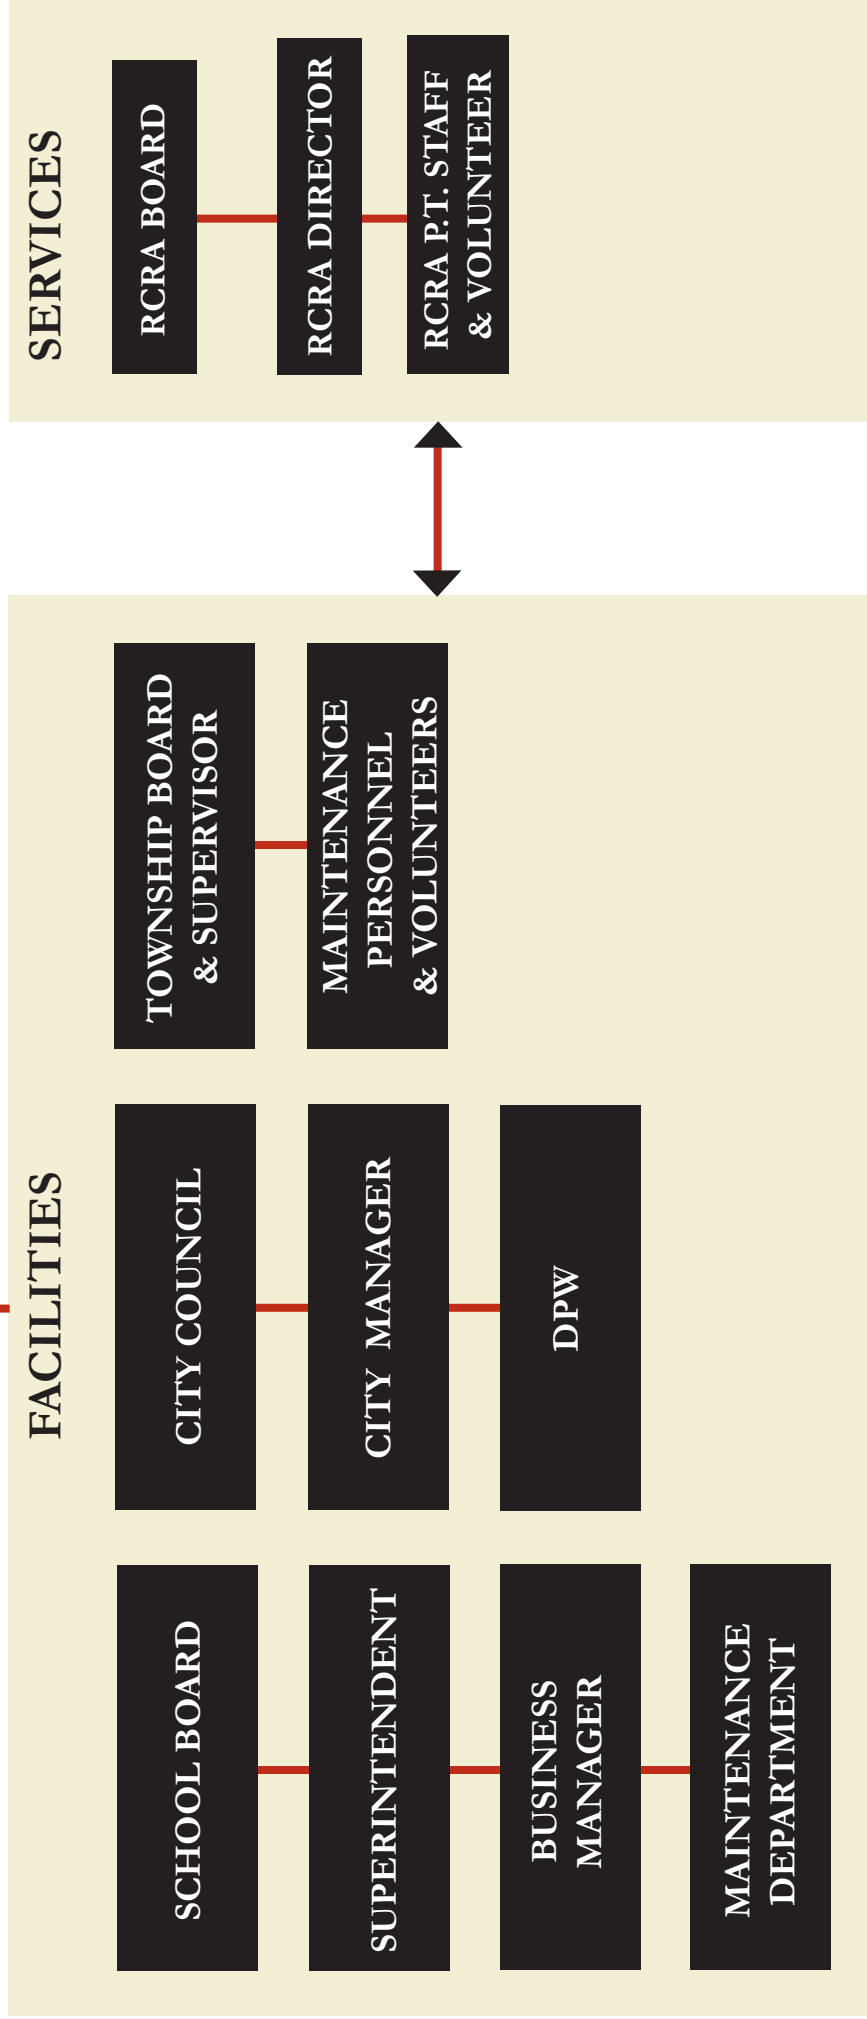 FACILITIES
SCHOOL BOARD
SUPERINTENDENT
BUSINESS
MANAGER
MAINTENANCE
DEPARTMENT
CITY COUNCIL
CITY MANAGER
DPW
TOWNSHIP BOARD
& SUPERVISOR
MAINTENANCE
PERSONNEL
& VOLUNTEERS
SERVICES
RCRA BOARD
RCRA DIRECTOR
RCRA P.T. STAFF
& VOLUNTEER